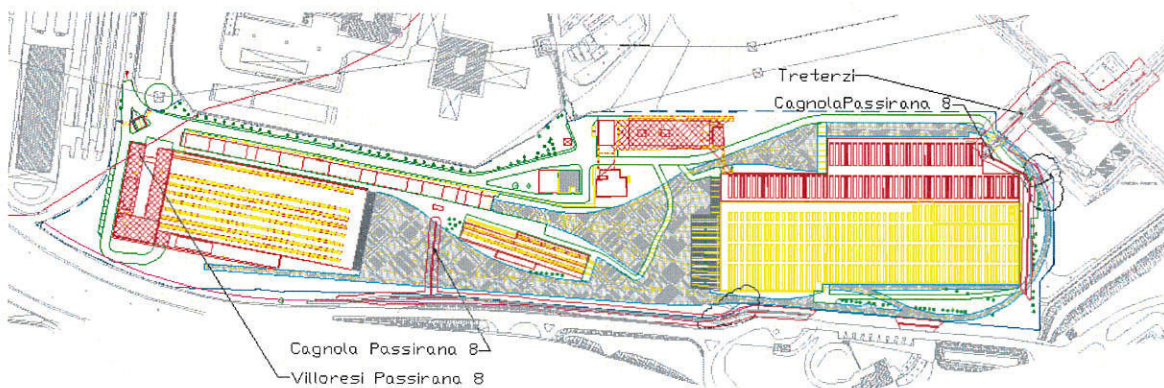 Treterzi
CagnolaPassirana 8
Cagnola Passirana 8
Villoresi Passirana 8